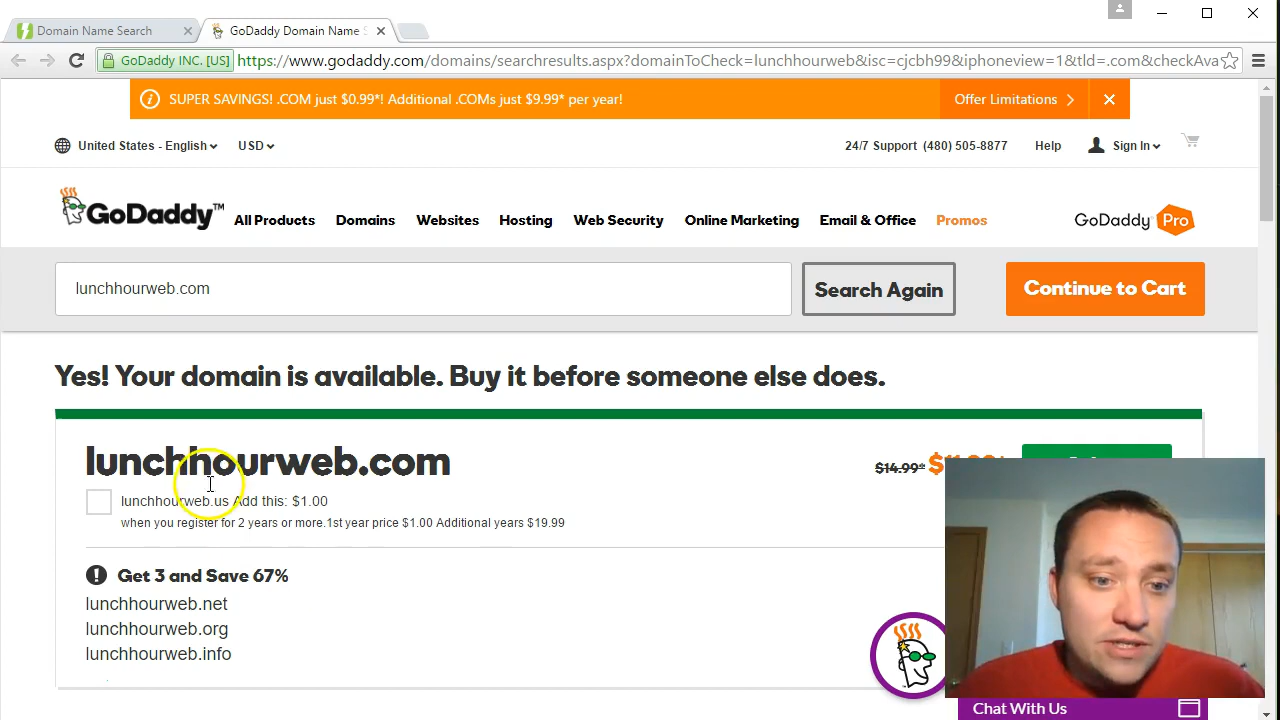 Domain Name Search
GoDaddy Domain Name S
GoDaddy INC. [US] https://www.godaddy.com/domains/searchresults.aspx?domainToCheck=lunchhourweb&isc=cjcbh99&iphoneview=1&tld=.com&checkAva
SUPER SAVINGS! .COM just $0.99*! Additional .COMs just $9.99* per year! Offer Limitations
United States - English USD 24/7 Support (480) 505-8877 Help Sign In
GoDaddy™ All Products Domains Websites Hosting Web Security Online Marketing Email & Office Promos GoDaddy Pro
lunchhourweb.com Search Again Continue to Cart
Yes! Your domain is available. Buy it before someone else does.
lunchhourweb.com $14.99*
lunchhourweb.us Add this: $1.00
when you register for 2 years or more.1st year price $1.00 Additional years $19.99
! Get 3 and Save 67%
lunchhourweb.net
lunchhourweb.org
lunchhourweb.info
Chat With Us